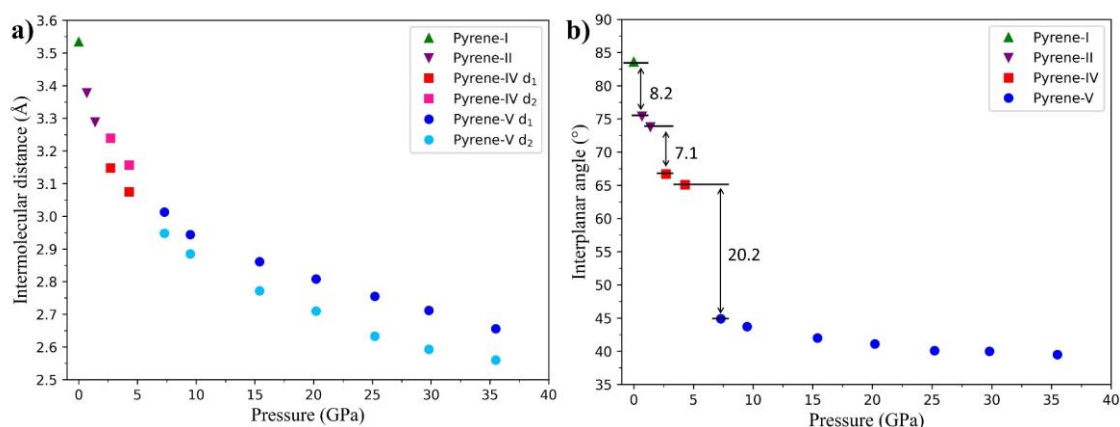 a)
Intermolecular distance (Å)
3.6
3.5
3.4
3.3
3.2
3.1
3.0
2.9
2.8
2.7
2.6
2.5
Pyrene-I
Pyrene-II
Pyrene-IV d₁
Pyrene-IV d₂
Pyrene-V d₁
Pyrene-V d₂
0 5 10 15 20 25 30 35 40
Pressure (GPa)
b)
Interplanar angle (°)
90
85
80
75
70
65
60
55
50
45
40
35
Pyrene-I
Pyrene-II
Pyrene-IV
Pyrene-V
8.2
7.1
20.2
0 5 10 15 20 25 30 35 40
Pressure (GPa)